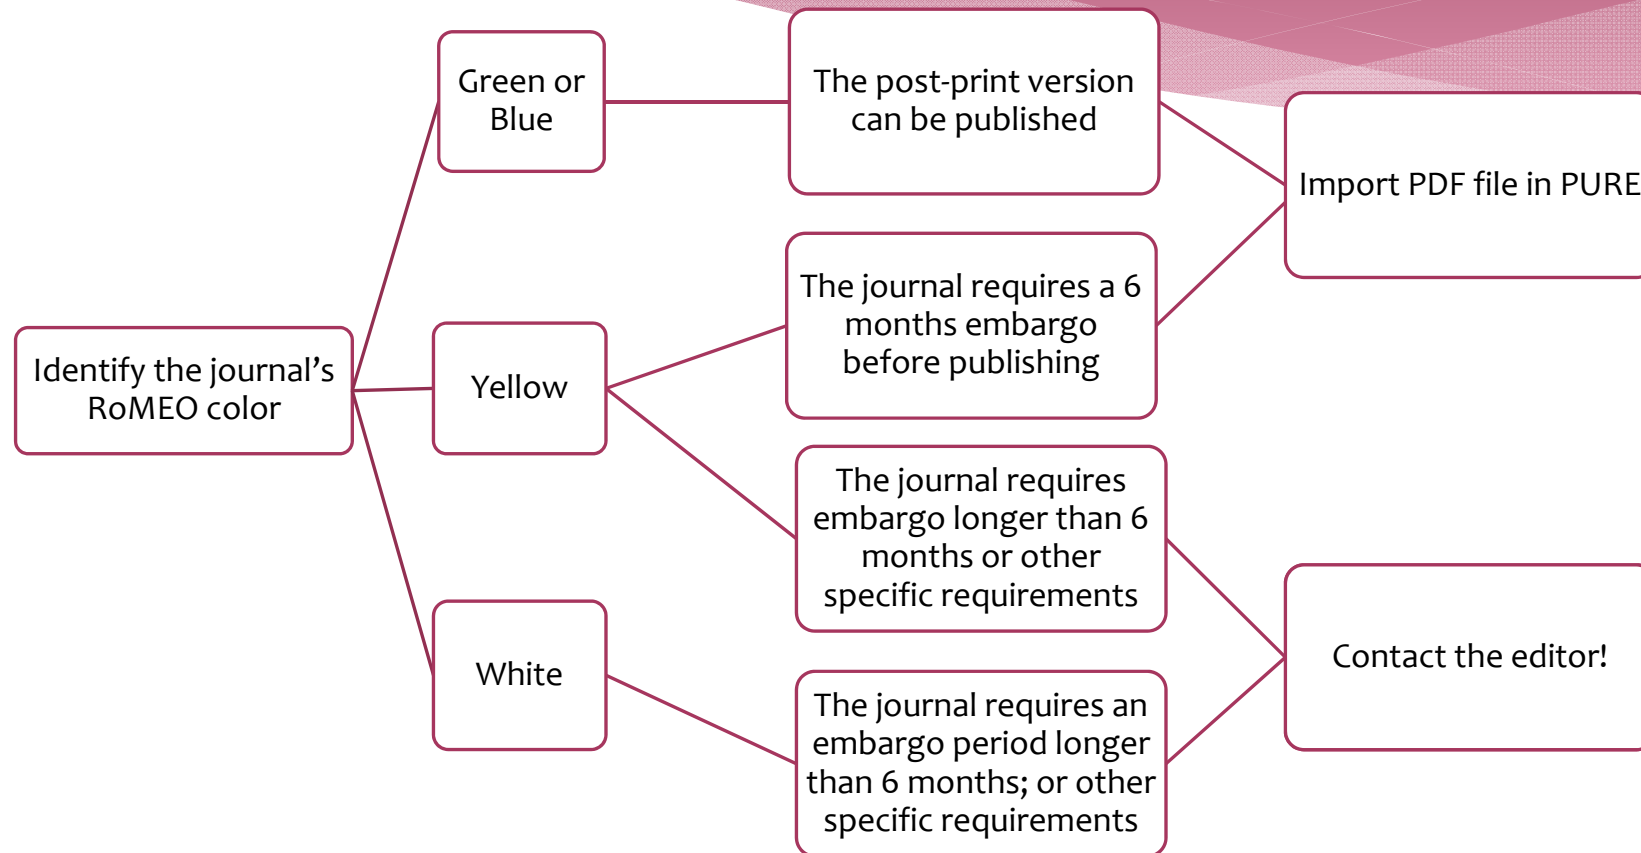 Identify the journal’s
RoMEO color
Green or
Blue
Yellow
White
The post-print version
can be published
The journal requires a 6
months embargo
before publishing
The journal requires
embargo longer than 6
months or other
specific requirements
The journal requires an
embargo period longer
than 6 months; or other
specific requirements
Import PDF file in PURE
Contact the editor!